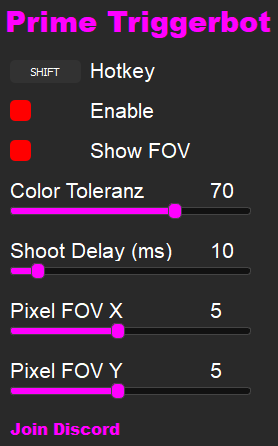 Prime Triggerbot
SHIFT Hotkey
Enable
Show FOV
Color Toleranz 70
Shoot Delay (ms) 10
Pixel FOV X 5
Pixel FOV Y 5
Join Discord